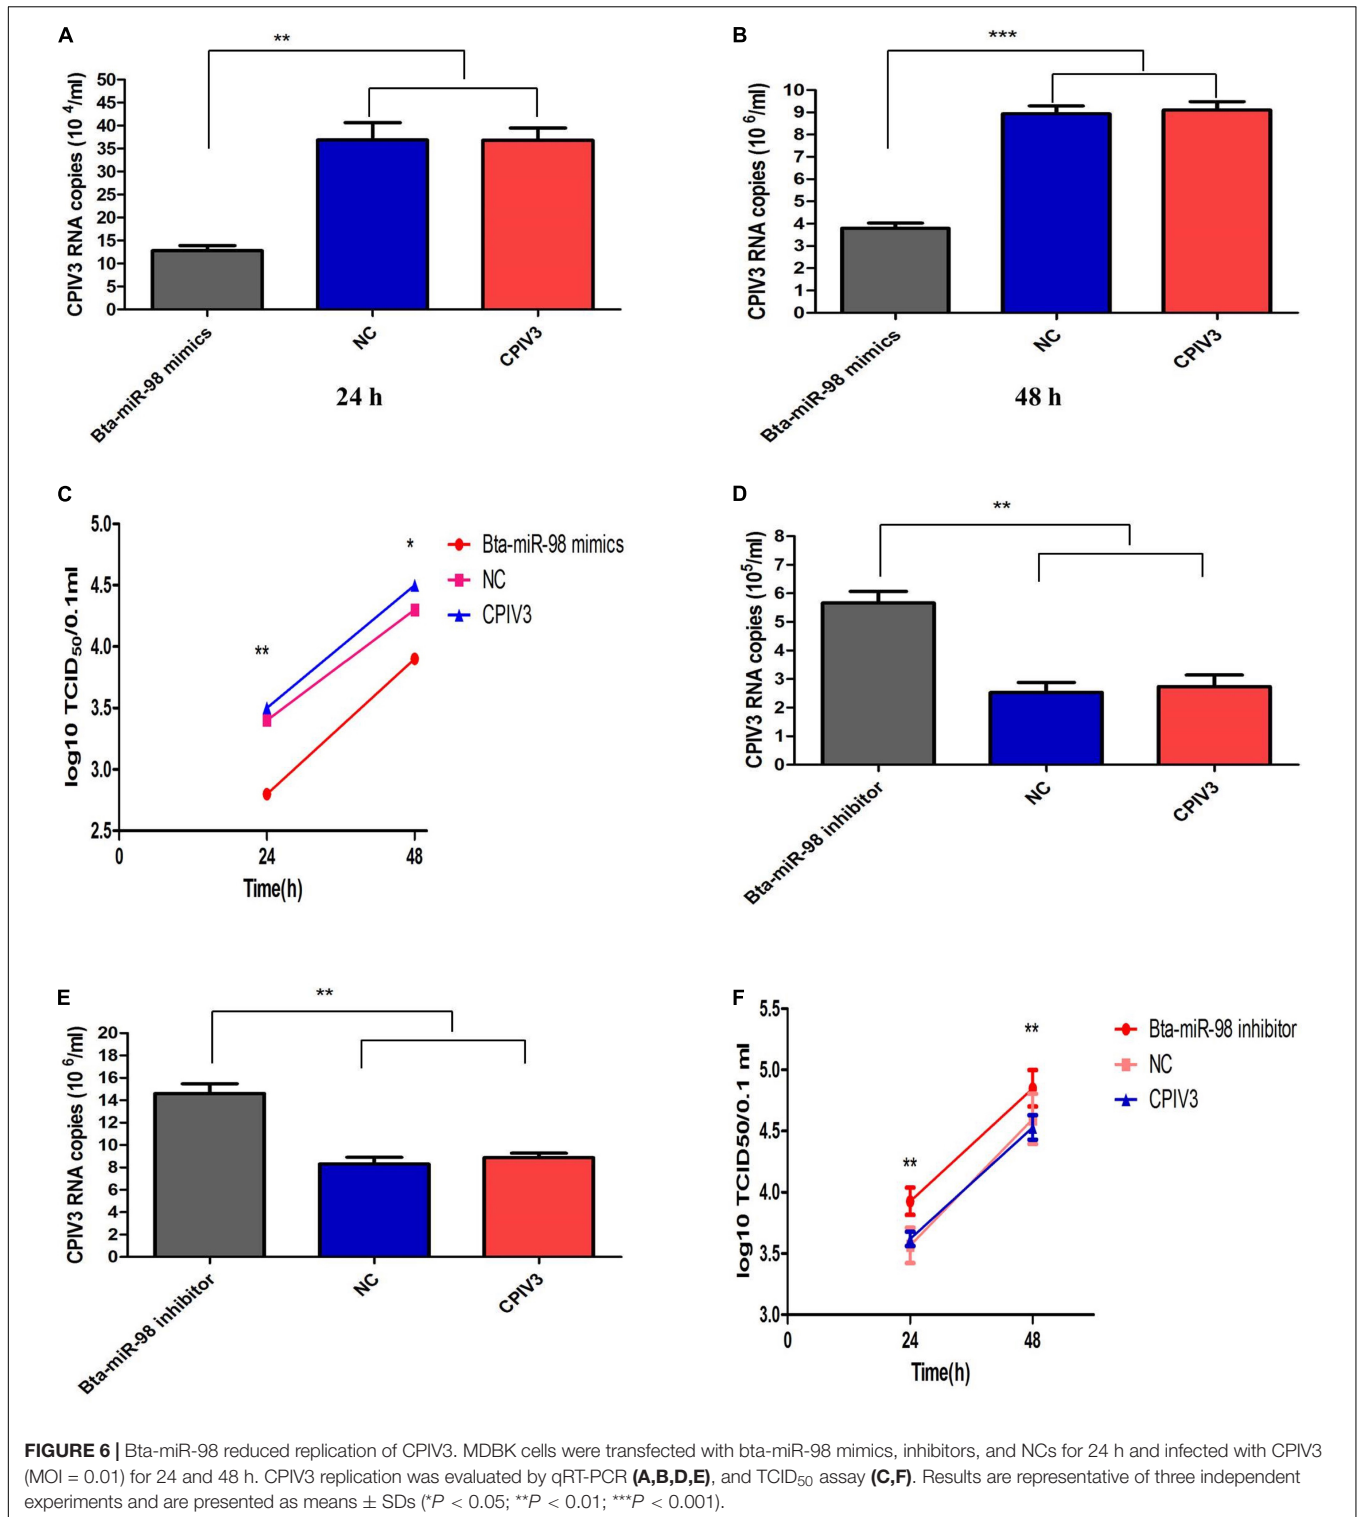 A
**
CPIV3 RNA copies (10 4/ml)
50
45
40
35
30
25
20
15
10
5
0
Bta-miR-98 mimics
NC
CPIV3
24 h
B
***
CPIV3 RNA copies (10 6/ml)
10
9
8
7
6
5
4
3
2
1
0
Bta-miR-98 mimics
NC
CPIV3
48 h
C
log10 TCID50/0.1ml
5.0
4.5
4.0
3.5
3.0
2.5
**
*
0
24
48
Time(h)
Bta-miR-98 mimics
NC
CPIV3
D
**
CPIV3 RNA copies (10⁵/ml)
8
7
6
5
4
3
2
1
0
Bta-miR-98 inhibitor
NC
CPIV3
E
**
CPIV3 RNA copies (10 6/ml)
20
18
16
14
12
10
8
6
4
2
0
Bta-miR-98 inhibitor
NC
CPIV3
F
log10 TCID50/0.1 ml
5.5
5.0
4.5
4.0
3.5
3.0
**
**
0
24
48
Time(h)
Bta-miR-98 inhibitor
NC
CPIV3
FIGURE 6 | Bta-miR-98 reduced replication of CPIV3. MDBK cells were transfected with bta-miR-98 mimics, inhibitors, and NCs for 24 h and infected with CPIV3
(MOI = 0.01) for 24 and 48 h. CPIV3 replication was evaluated by qRT-PCR (A,B,D,E), and TCID50 assay (C,F). Results are representative of three independent
experiments and are presented as means ± SDs (*P < 0.05; **P < 0.01; ***P < 0.001).